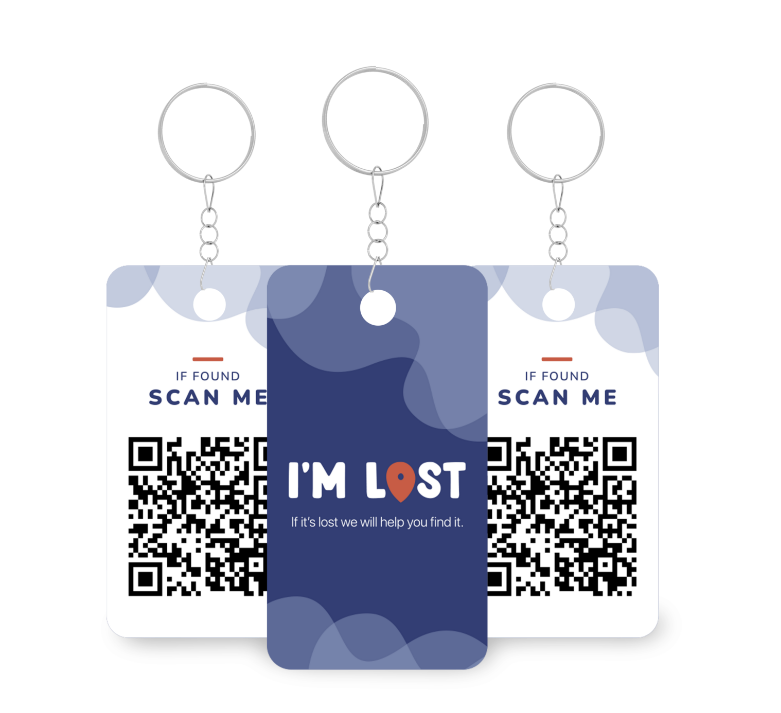 IF FOUND
SCAN ME
I'M LOST
If it's lost we will help you find it.
IF FOUND
SCAN ME